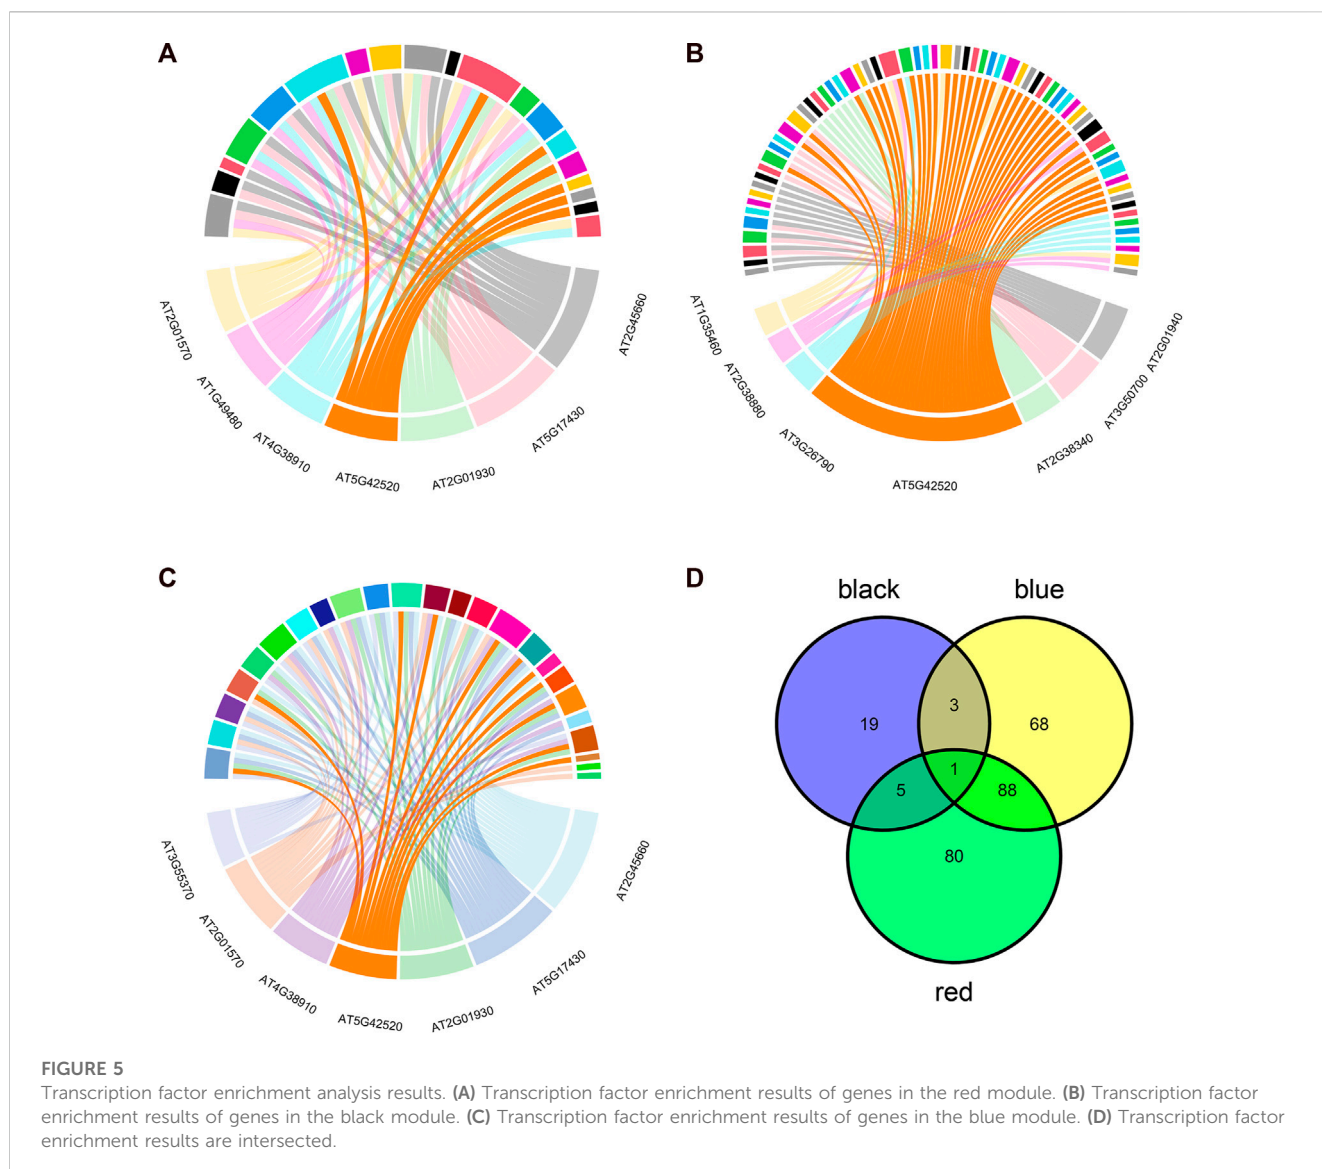 A
AT2G01570
AT1G49480
AT4G38910
AT5G42520
AT2G01930
AT5G17430
AT2G45660
B
AT1G35460
AT2G38880
AT3G26790
AT5G42520
AT2G38340
AT3G50700
AT2G01940
C
AT3G55370
AT2G01570
AT4G38910
AT5G42520
AT2G01930
AT5G17430
AT2G45660
D
black
blue
19
3
68
1
5
88
80
red
FIGURE 5
Transcription factor enrichment analysis results. (A) Transcription factor enrichment results of genes in the red module. (B) Transcription factor
enrichment results of genes in the black module. (C) Transcription factor enrichment results of genes in the blue module. (D) Transcription factor
enrichment results are intersected.